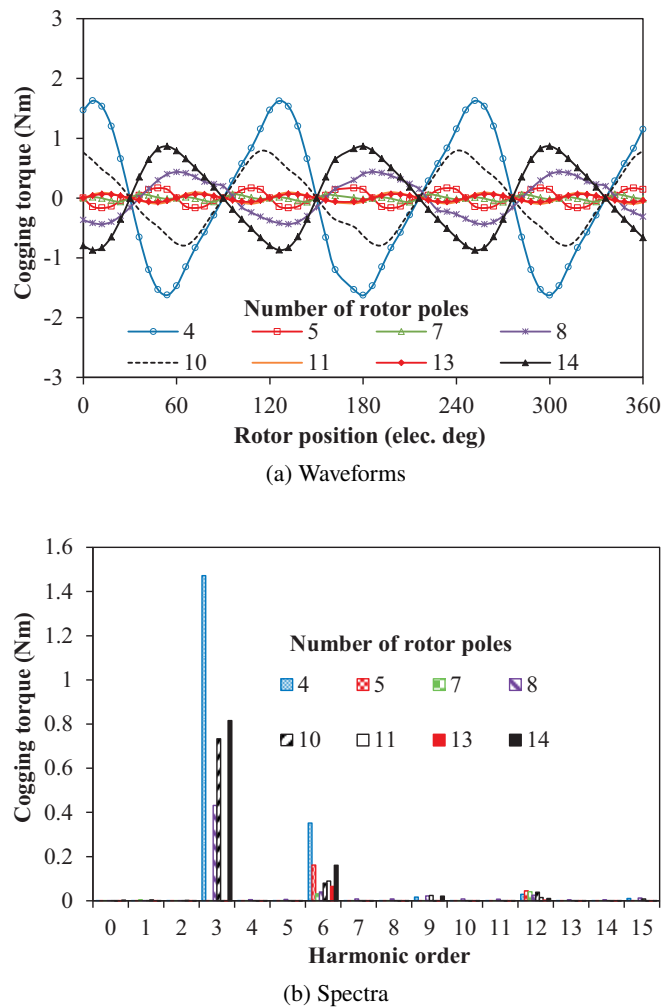 3
2
1
0
-1
-2
-3
Cogging torque (Nm)
Number of rotor poles
4 5 7 8
10 11 13 14
0 60 120 180 240 300 360
Rotor position (elec. deg)
(a) Waveforms
1.6
1.4
1.2
1
0.8
0.6
0.4
0.2
0
Cogging torque (Nm)
Number of rotor poles
4 5 7 8
10 11 13 14
0 1 2 3 4 5 6 7 8 9 10 11 12 13 14 15
Harmonic order
(b) Spectra